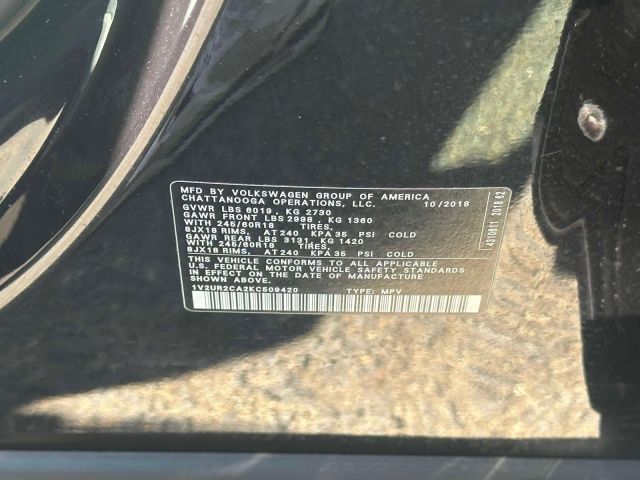 MFD BY VOLKSWAGEN GROUP OF AMERICA
CHATTANOOGA OPERATIONS, LLC. 10/2018
GVWR LBS 6019, KG 2730
GAWR FRONT LBS 2998, KG 1360
WITH 245/60R18 TIRES,
8JX18 RIMS, AT 240 KPA 35 PSI COLD
GAWR REAR LBS 3131, KG 1420
WITH 245/60R18 TIRES,
8JX18 RIMS, AT 240 KPA 35 PSI COLD
THIS VEHICLE CONFORMS TO ALL APPLICABLE
U.S. FEDERAL MOTOR VEHICLE SAFETY STANDARDS
IN EFFECT ON THE DATE OF MANUFACTURE
SHOWN ABOVE.
1V2UR2CA2KC509420 TYPE: MPV
4310811 2018 62